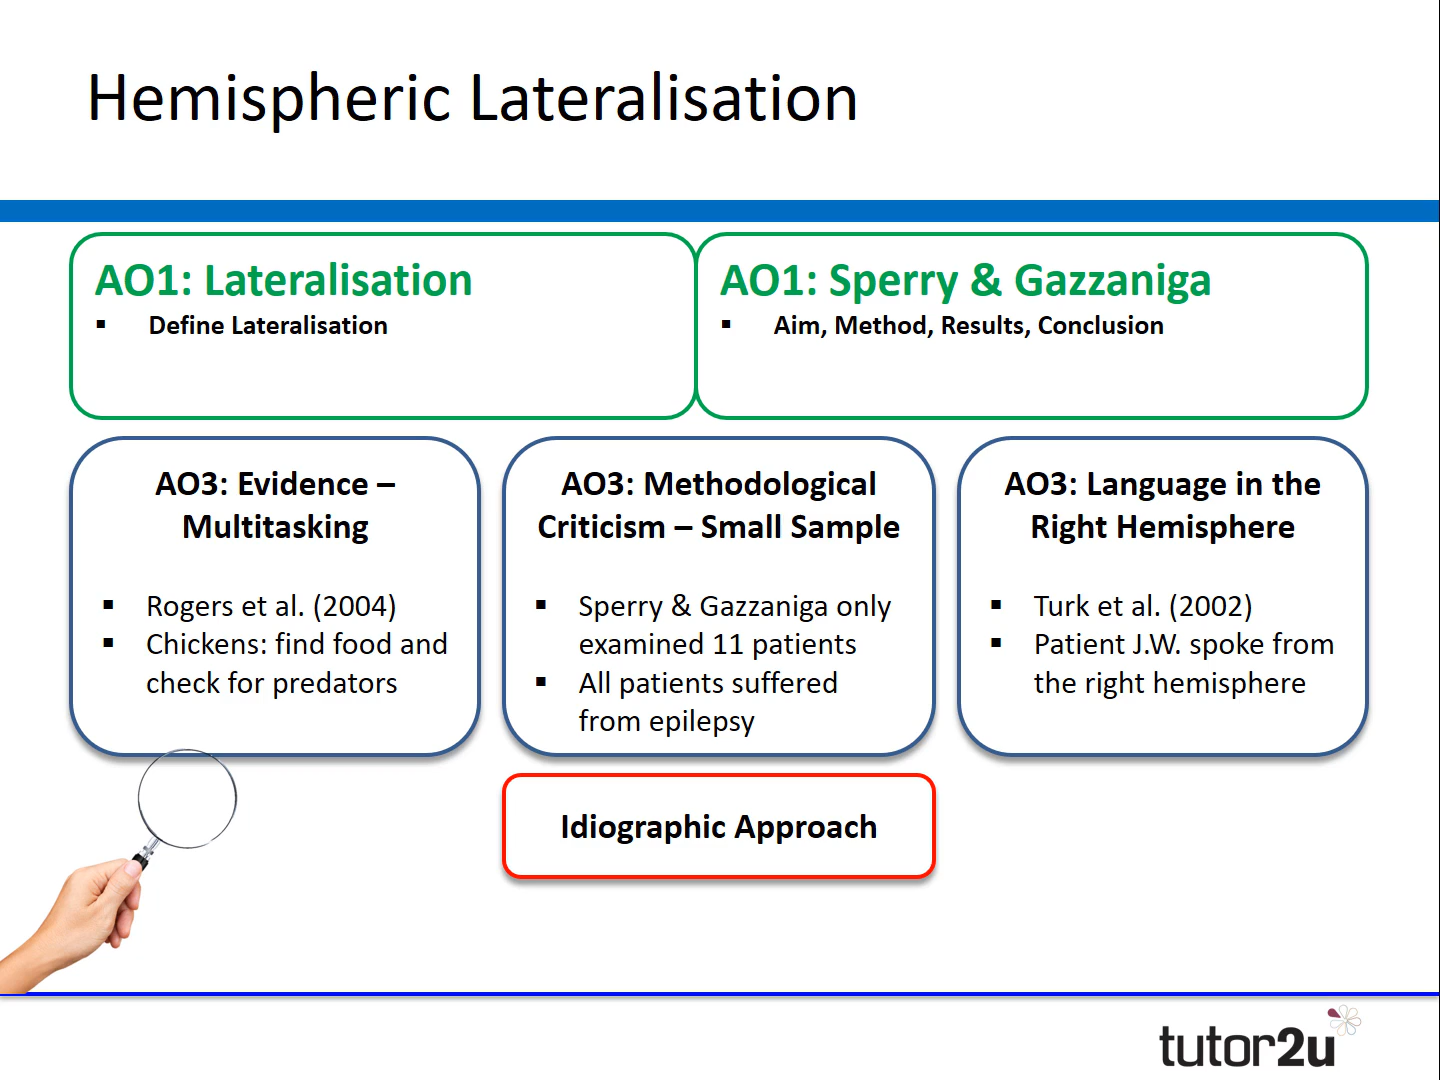 Hemispheric Lateralisation
AO1: Lateralisation
▪ Define Lateralisation
AO1: Sperry & Gazzaniga
▪ Aim, Method, Results, Conclusion
AO3: Evidence –
Multitasking
▪ Rogers et al. (2004)
▪ Chickens: find food and
check for predators
AO3: Methodological
Criticism – Small Sample
▪ Sperry & Gazzaniga only
examined 11 patients
▪ All patients suffered
from epilepsy
AO3: Language in the
Right Hemisphere
▪ Turk et al. (2002)
▪ Patient J.W. spoke from
the right hemisphere
Idiographic Approach
tutor2u